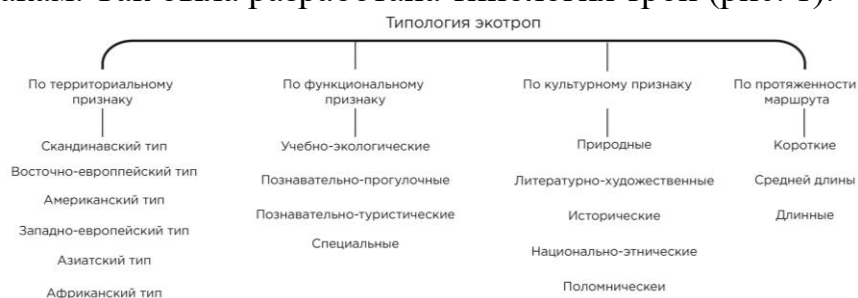 акам. Так была разработана типология троп (рис. 1).
Типология экотроп
По территориальному признаку
Скандинавский тип
Восточно-европпейский тип
Американский тип
Западно-европейский тип
Азиатский тип
Африканский тип
По функциональному признаку
Учебно-экологические
Познавательно-прогулочные
Познавательно-туристические
Специальные
По культурному признаку
Природные
Литературно-художественные
Исторические
Национально-этнические
Поломническеи
По протяженности маршрута
Короткие
Средней длины
Длинные